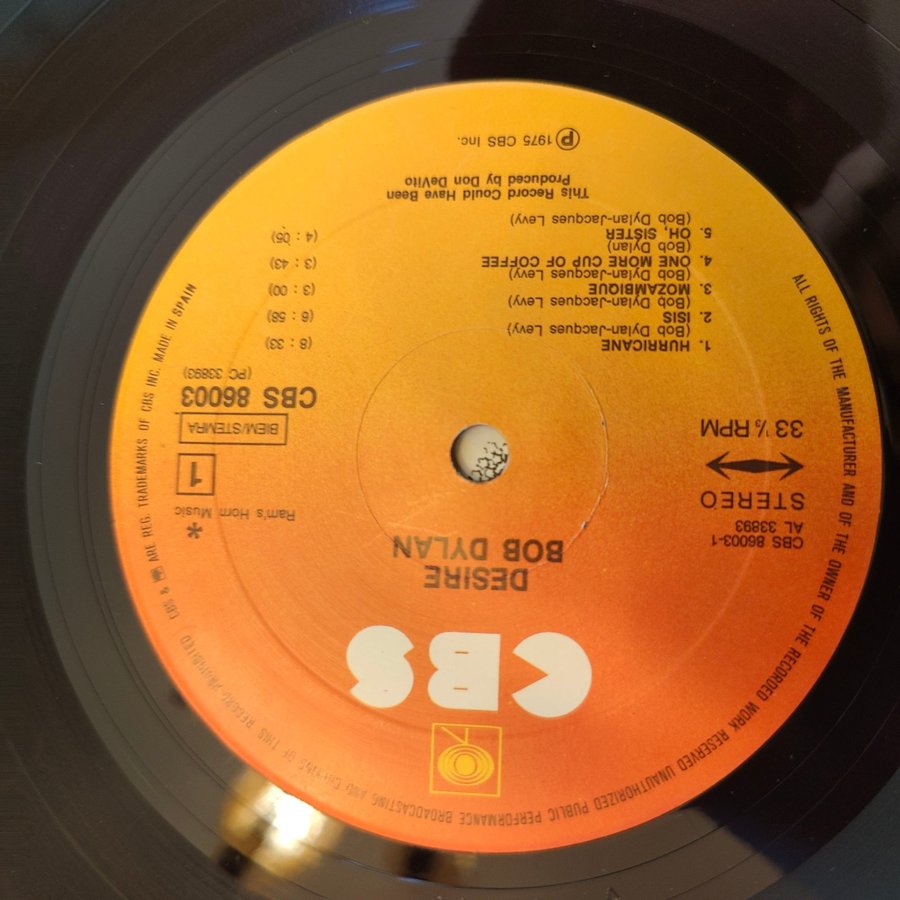 CBS
DESIRE
BOB DYLAN
CBS 86003-1
AL 33893
STEREO
33⅓ RPM
*
Ram's Horn Music
1
BIEM/STEMRA
CBS 86003
(PC 33893)
1. HURRICANE (8 : 33)
(Bob Dylan-Jacques Levy)
2. ISIS (6 : 58)
(Bob Dylan-Jacques Levy)
3. MOZAMBIQUE (3 : 00)
(Bob Dylan-Jacques Levy)
4. ONE MORE CUP OF COFFEE (3 : 43)
(Bob Dylan)
5. OH, SISTER (4 : 05)
(Bob Dylan-Jacques Levy)
This Record Could Have Been
Produced by Don DeVito
℗ 1975 CBS Inc.
ALL RIGHTS OF THE MANUFACTURER AND OF THE OWNER OF THE RECORDED WORK RESERVED UNAUTHORIZED PUBLIC PERFORMANCE BROADCASTING AND COPYING OF THIS RECORD PROHIBITED / CBS & ARE REG. TRADEMARKS OF CBS INC. MADE IN SPAIN